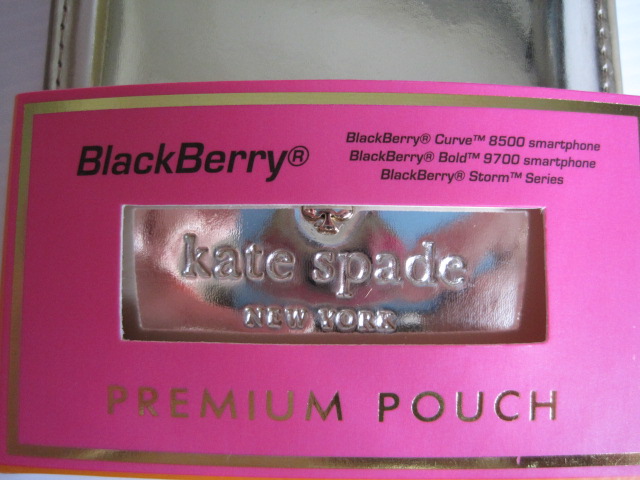 BlackBerry®
BlackBerry® Curve™ 8500 smartphone
BlackBerry® Bold™ 9700 smartphone
BlackBerry® Storm™ Series
kate spade
NEW YORK
PREMIUM POUCH